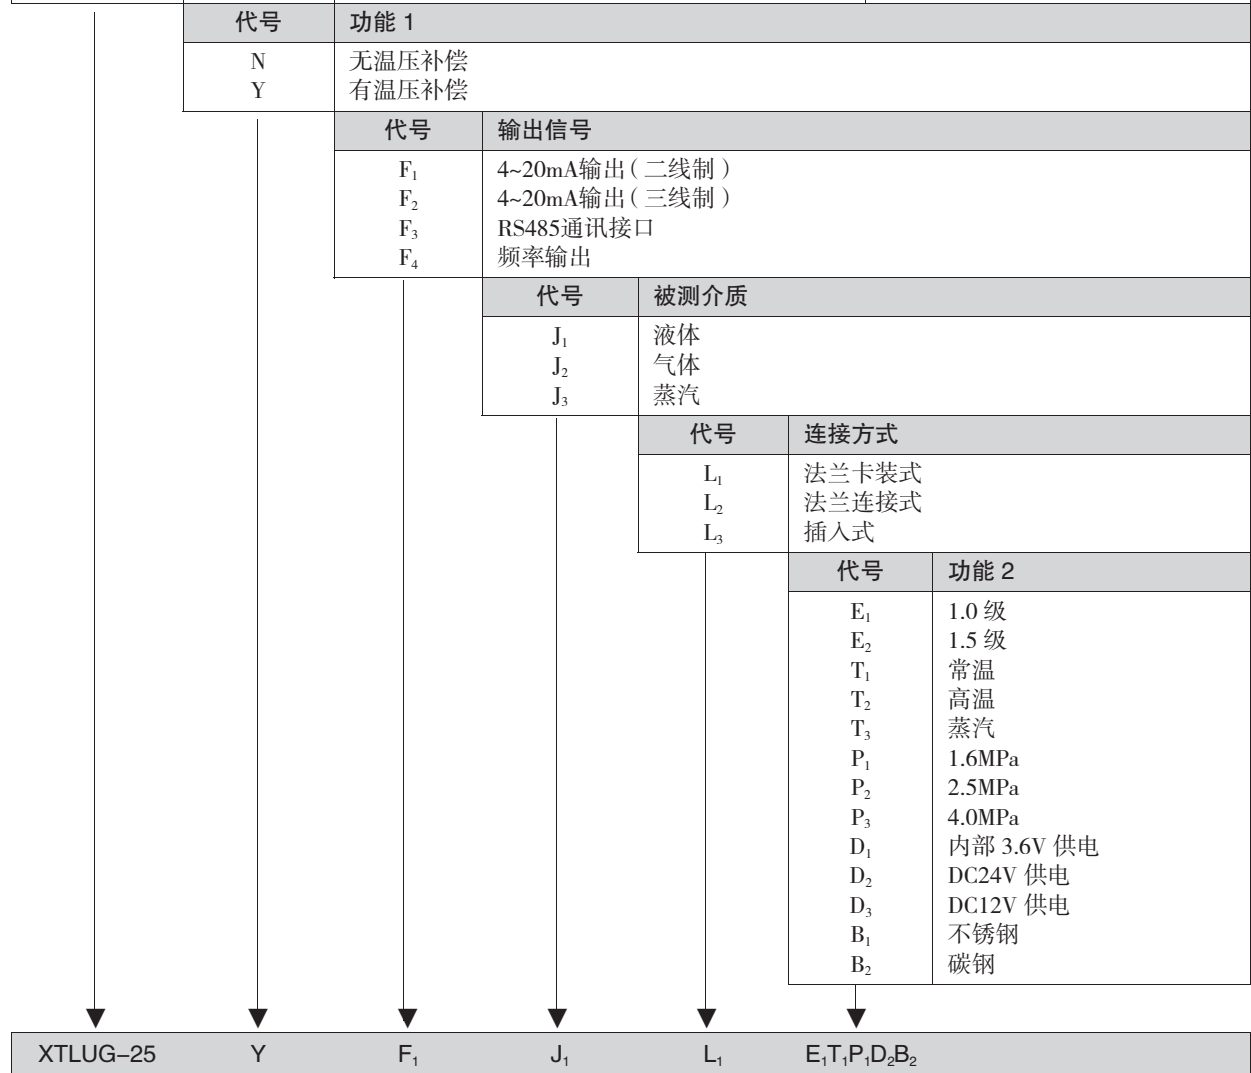 代号 功能 1
N 无温压补偿
Y 有温压补偿
代号 输出信号
F₁ 4~20mA输出（二线制）
F₂ 4~20mA输出（三线制）
F₃ RS485通讯接口
F₄ 频率输出
代号 被测介质
J₁ 液体
J₂ 气体
J₃ 蒸汽
代号 连接方式
L₁ 法兰卡装式
L₂ 法兰连接式
L₃ 插入式
代号 功能 2
E₁ 1.0 级
E₂ 1.5 级
T₁ 常温
T₂ 高温
T₃ 蒸汽
P₁ 1.6MPa
P₂ 2.5MPa
P₃ 4.0MPa
D₁ 内部 3.6V 供电
D₂ DC24V 供电
D₃ DC12V 供电
B₁ 不锈钢
B₂ 碳钢
XTLUG–25 Y F₁ J₁ L₁ E₁T₁P₁D₂B₂